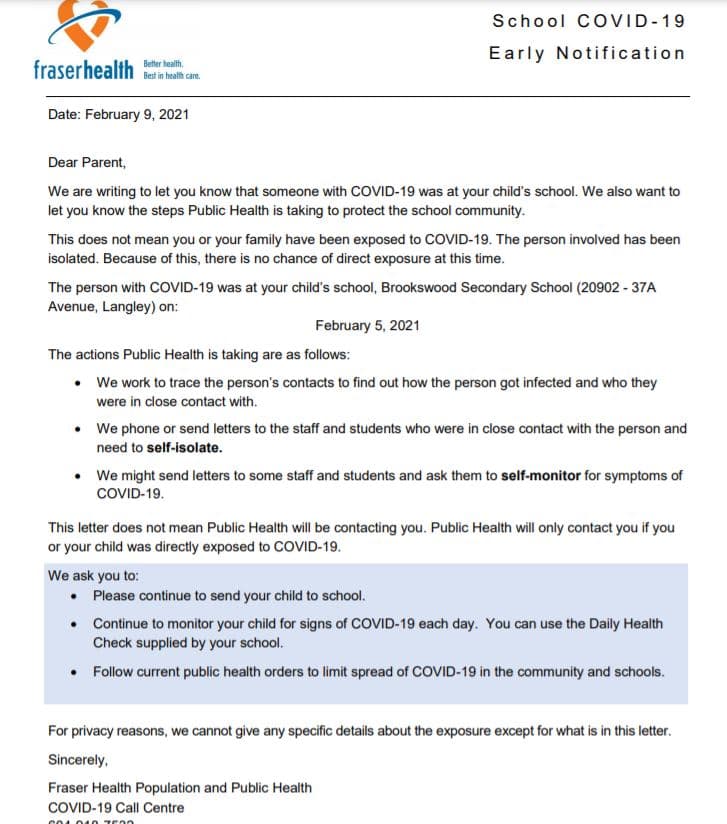 School COVID-19
Early Notification
fraserhealth
Better health.
Best in health care.
Date: February 9, 2021
Dear Parent,
We are writing to let you know that someone with COVID-19 was at your child's school. We also want to
let you know the steps Public Health is taking to protect the school community.
This does not mean you or your family have been exposed to COVID-19. The person involved has been
isolated. Because of this, there is no chance of direct exposure at this time.
The person with COVID-19 was at your child's school, Brookswood Secondary School (20902 - 37A
Avenue, Langley) on:
February 5, 2021
The actions Public Health is taking are as follows:
• We work to trace the person's contacts to find out how the person got infected and who they
were in close contact with.
• We phone or send letters to the staff and students who were in close contact with the person and
need to self-isolate.
• We might send letters to some staff and students and ask them to self-monitor for symptoms of
COVID-19.
This letter does not mean Public Health will be contacting you. Public Health will only contact you if you
or your child was directly exposed to COVID-19.
We ask you to:
• Please continue to send your child to school.
• Continue to monitor your child for signs of COVID-19 each day. You can use the Daily Health
Check supplied by your school.
• Follow current public health orders to limit spread of COVID-19 in the community and schools.
For privacy reasons, we cannot give any specific details about the exposure except for what is in this letter.
Sincerely,
Fraser Health Population and Public Health
COVID-19 Call Centre